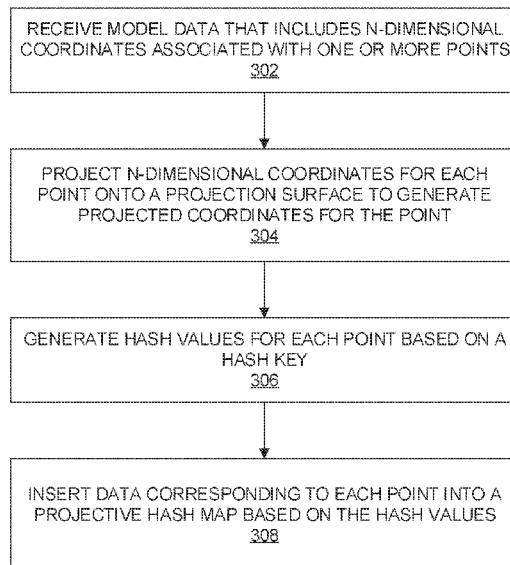 RECEIVE MODEL DATA THAT INCLUDES N-DIMENSIONAL
COORDINATES ASSOCIATED WITH ONE OR MORE POINTS
302
PROJECT N-DIMENSIONAL COORDINATES FOR EACH
POINT ONTO A PROJECTION SURFACE TO GENERATE
PROJECTED COORDINATES FOR THE POINT
304
GENERATE HASH VALUES FOR EACH POINT BASED ON A
HASH KEY
306
INSERT DATA CORRESPONDING TO EACH POINT INTO A
PROJECTIVE HASH MAP BASED ON THE HASH VALUES
308